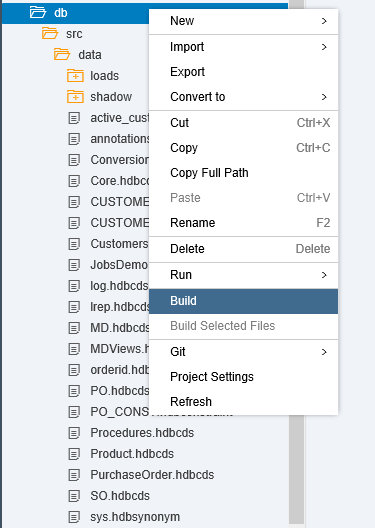 db
src
data
loads
shadow
active_cust
annotations
Conversion
Core.hdbcd
CUSTOME
CUSTOME
Customers
JobsDemo
log.hdbcds
lrep.hdbcds
MD.hdbcds
MDViews.h
orderid.hdb
PO.hdbcds
Procedures.hdbcds
Product.hdbcds
PurchaseOrder.hdbcds
SO.hdbcds
sys.hdbsynonym
New
Import
Export
Convert to
Cut Ctrl+X
Copy Ctrl+C
Copy Full Path
Paste Ctrl+V
Rename F2
Delete Delete
Run
Build
Build Selected Files
Git
Project Settings
Refresh